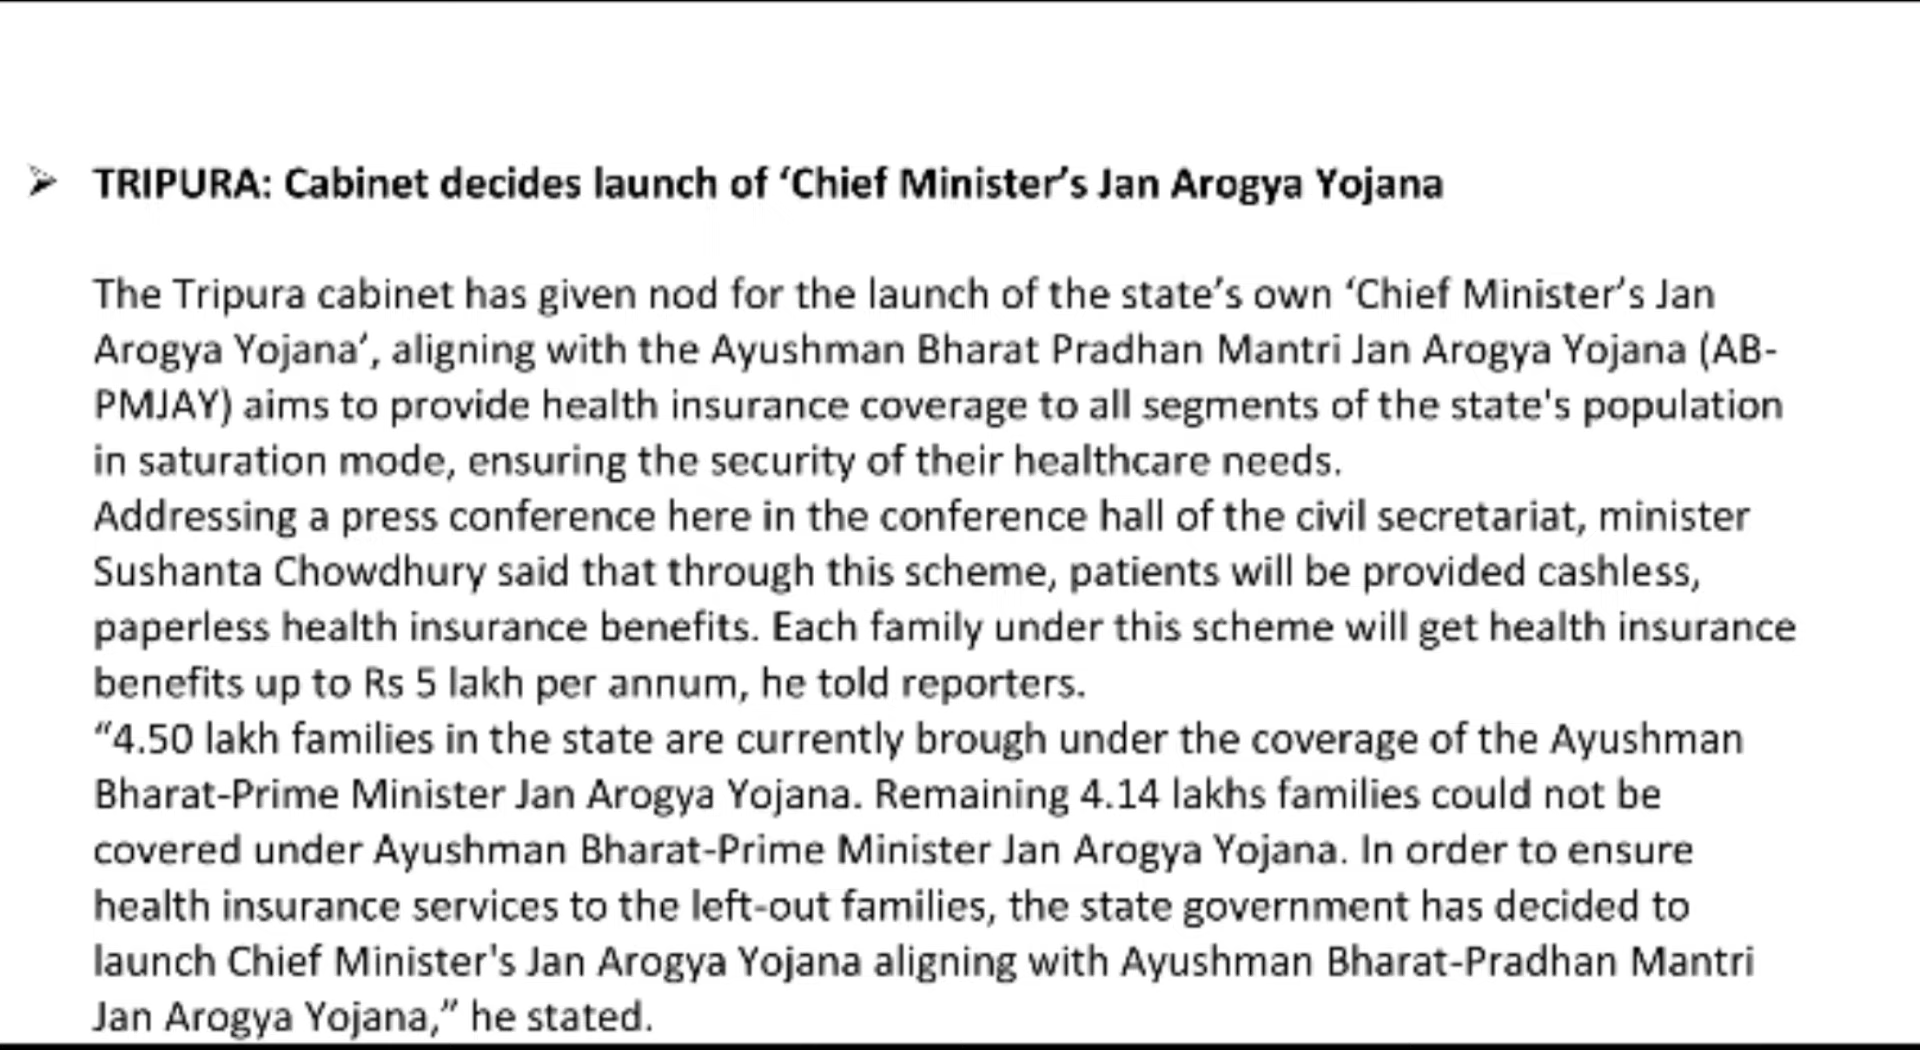 ➢ TRIPURA: Cabinet decides launch of ‘Chief Minister’s Jan Arogya Yojana
The Tripura cabinet has given nod for the launch of the state’s own ‘Chief Minister’s Jan
Arogya Yojana’, aligning with the Ayushman Bharat Pradhan Mantri Jan Arogya Yojana (AB-
PMJAY) aims to provide health insurance coverage to all segments of the state's population
in saturation mode, ensuring the security of their healthcare needs.
Addressing a press conference here in the conference hall of the civil secretariat, minister
Sushanta Chowdhury said that through this scheme, patients will be provided cashless,
paperless health insurance benefits. Each family under this scheme will get health insurance
benefits up to Rs 5 lakh per annum, he told reporters.
“4.50 lakh families in the state are currently brough under the coverage of the Ayushman
Bharat-Prime Minister Jan Arogya Yojana. Remaining 4.14 lakhs families could not be
covered under Ayushman Bharat-Prime Minister Jan Arogya Yojana. In order to ensure
health insurance services to the left-out families, the state government has decided to
launch Chief Minister's Jan Arogya Yojana aligning with Ayushman Bharat-Pradhan Mantri
Jan Arogya Yojana,” he stated.